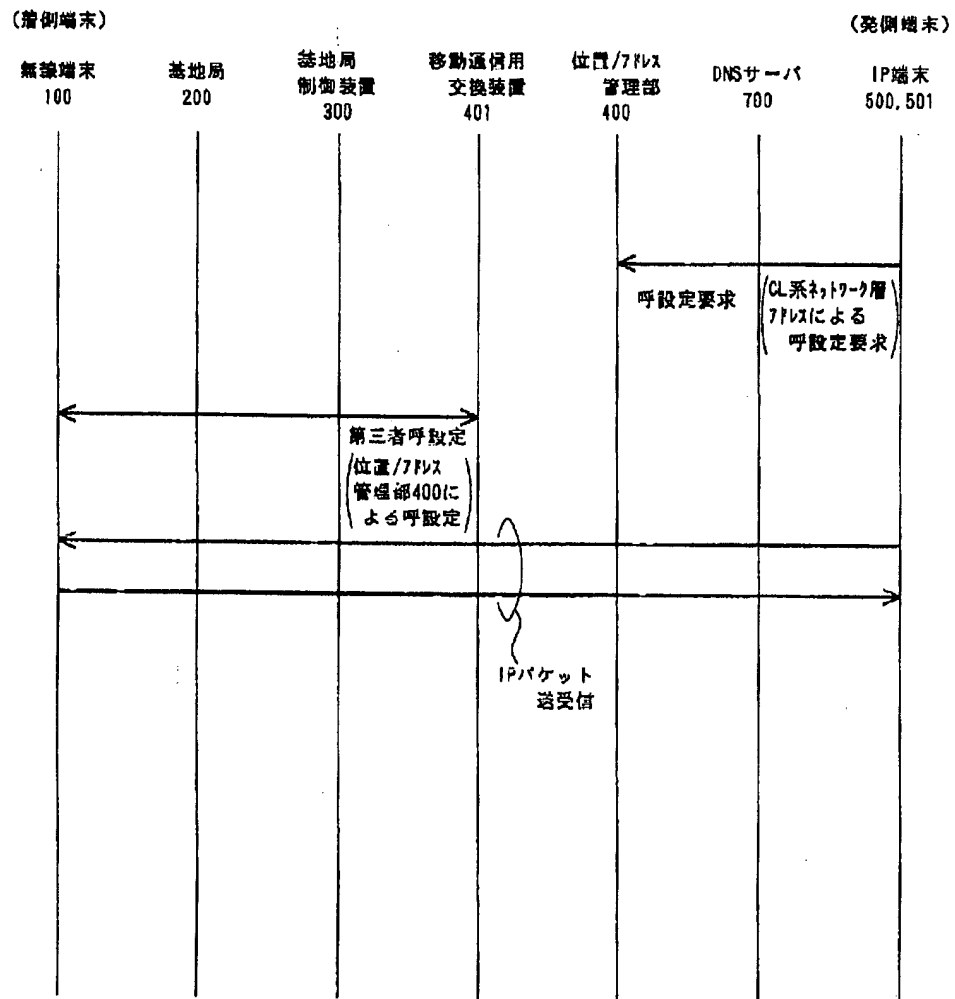 (着側端末)
(発側端末)
無線端末
100
基地局
200
基地局
制御装置
300
移動通信用
交換装置
401
位置/アドレス
管理部
400
DNSサーバ
700
IP端末
500,501
呼設定要求
(CL系ネットワーク層
アドレスによる
呼設定要求)
第三者呼設定
(位置/アドレス
管理部400に
よる呼設定)
IPパケット
送受信